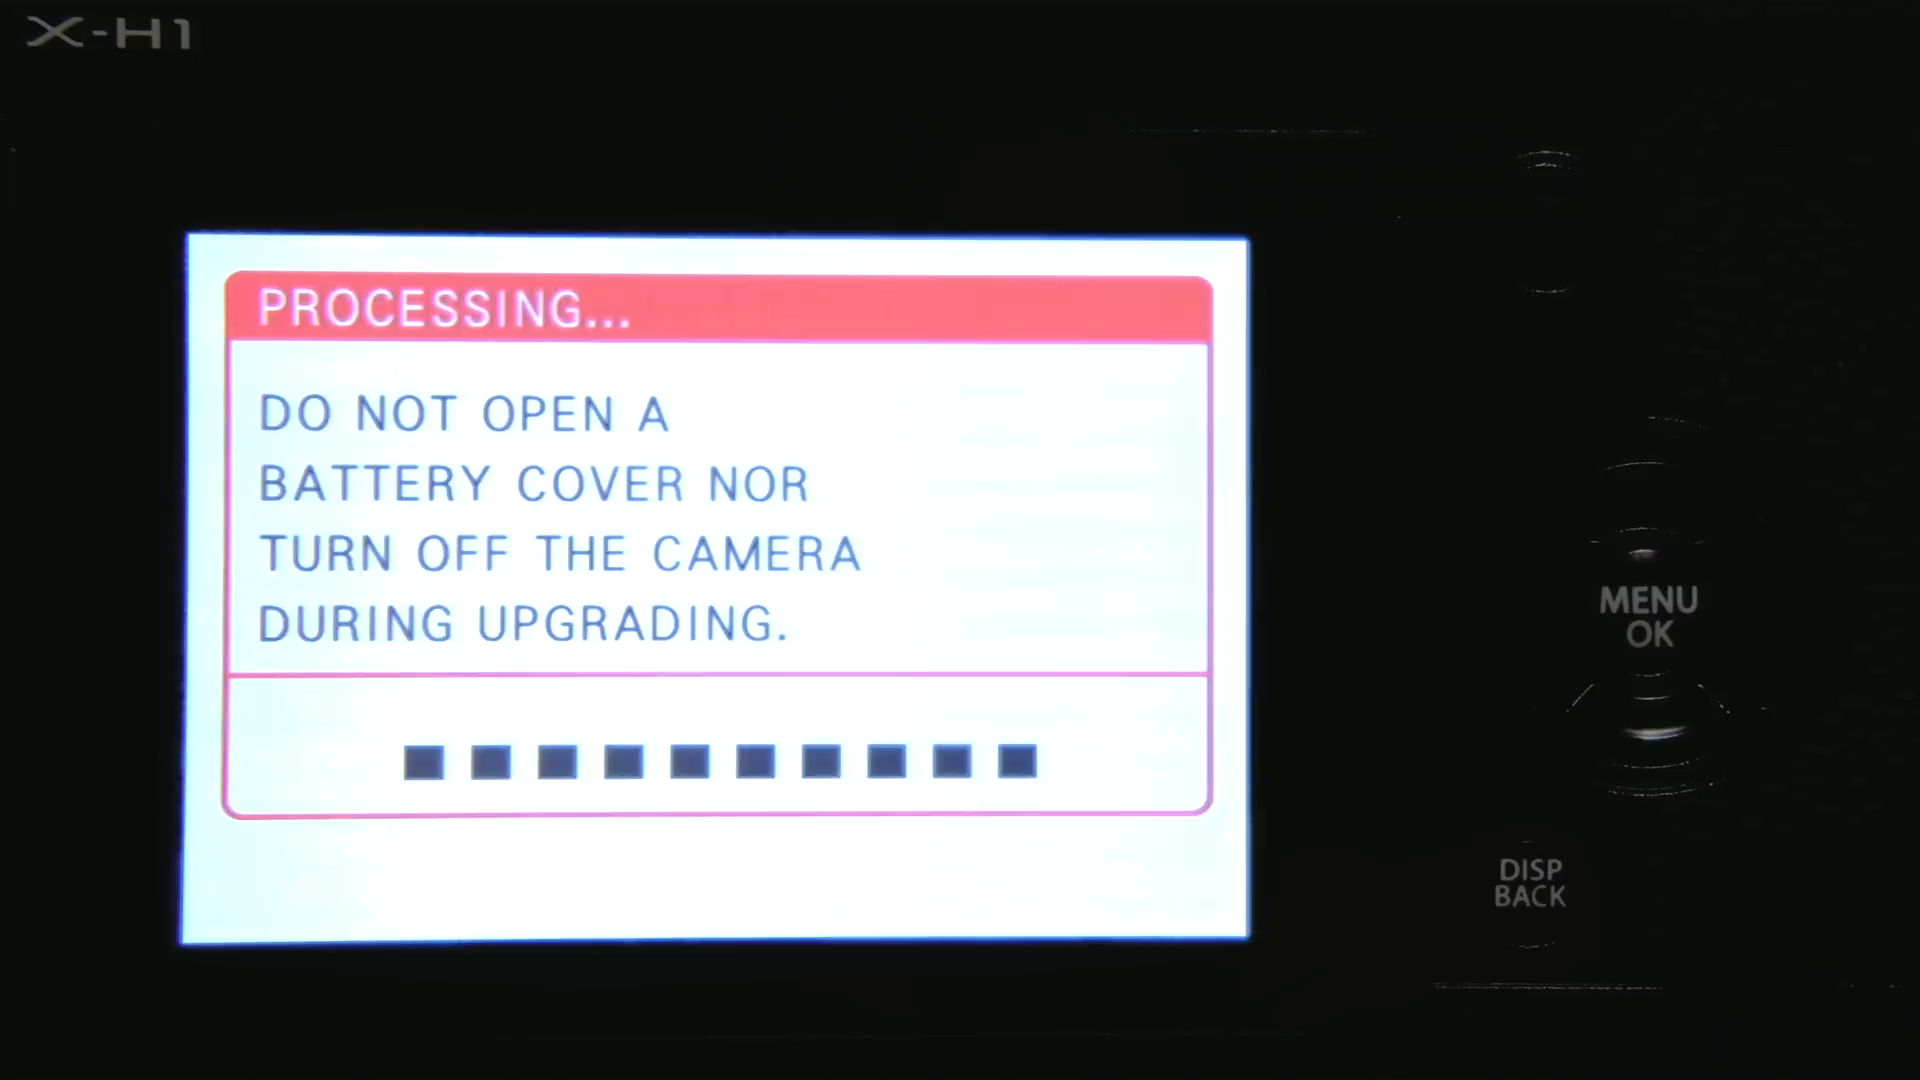 X-H1
PROCESSING...
DO NOT OPEN A
BATTERY COVER NOR
TURN OFF THE CAMERA
DURING UPGRADING.
MENU
OK
DISP
BACK